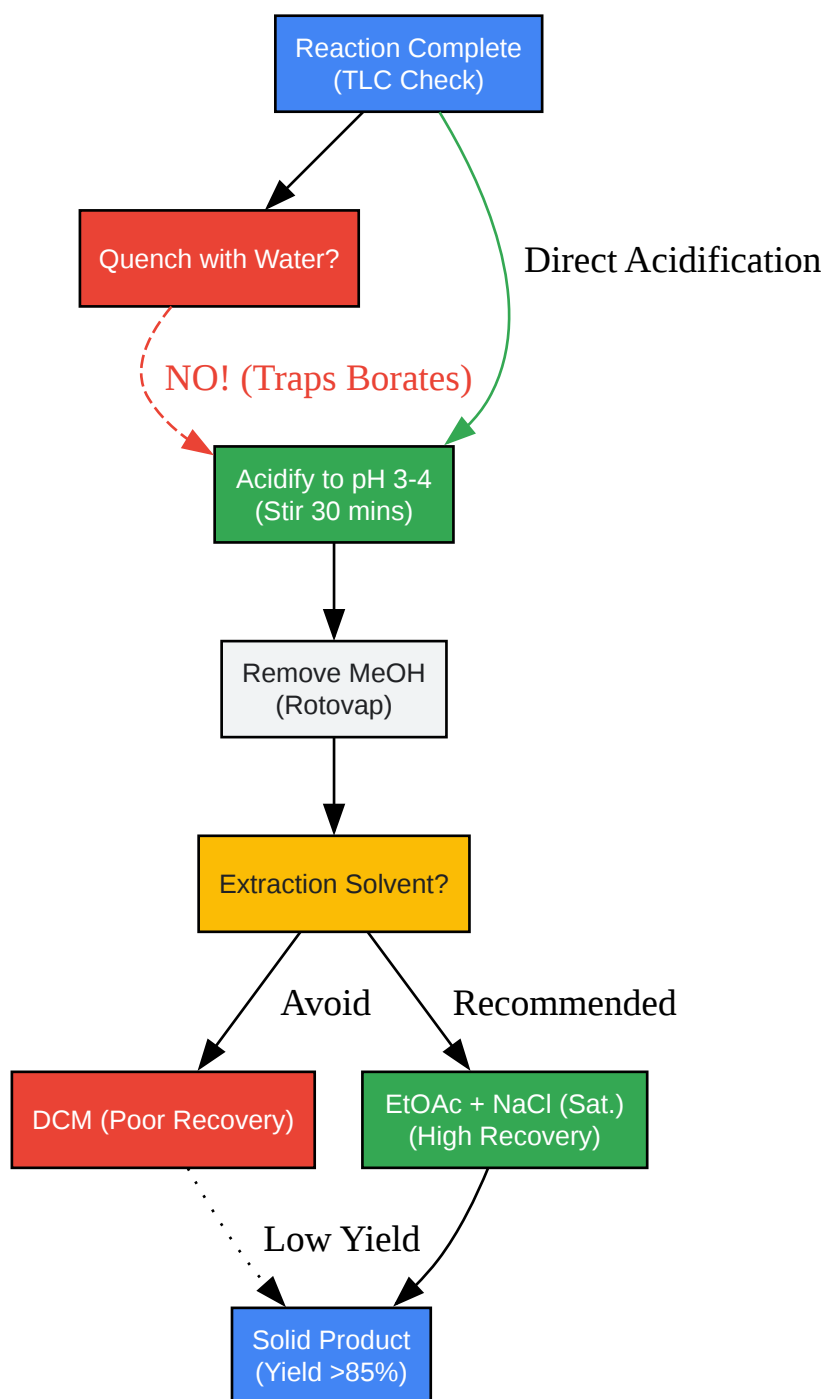 Reaction Complete
(TLC Check)
Quench with Water?
Direct Acidification
NO! (Traps Borates)
Acidify to pH 3-4
(Stir 30 mins)
Remove MeOH
(Rotovap)
Extraction Solvent?
Avoid
Recommended
DCM (Poor Recovery)
EtOAc + NaCl (Sat.)
(High Recovery)
Low Yield
Solid Product
(Yield >85%)